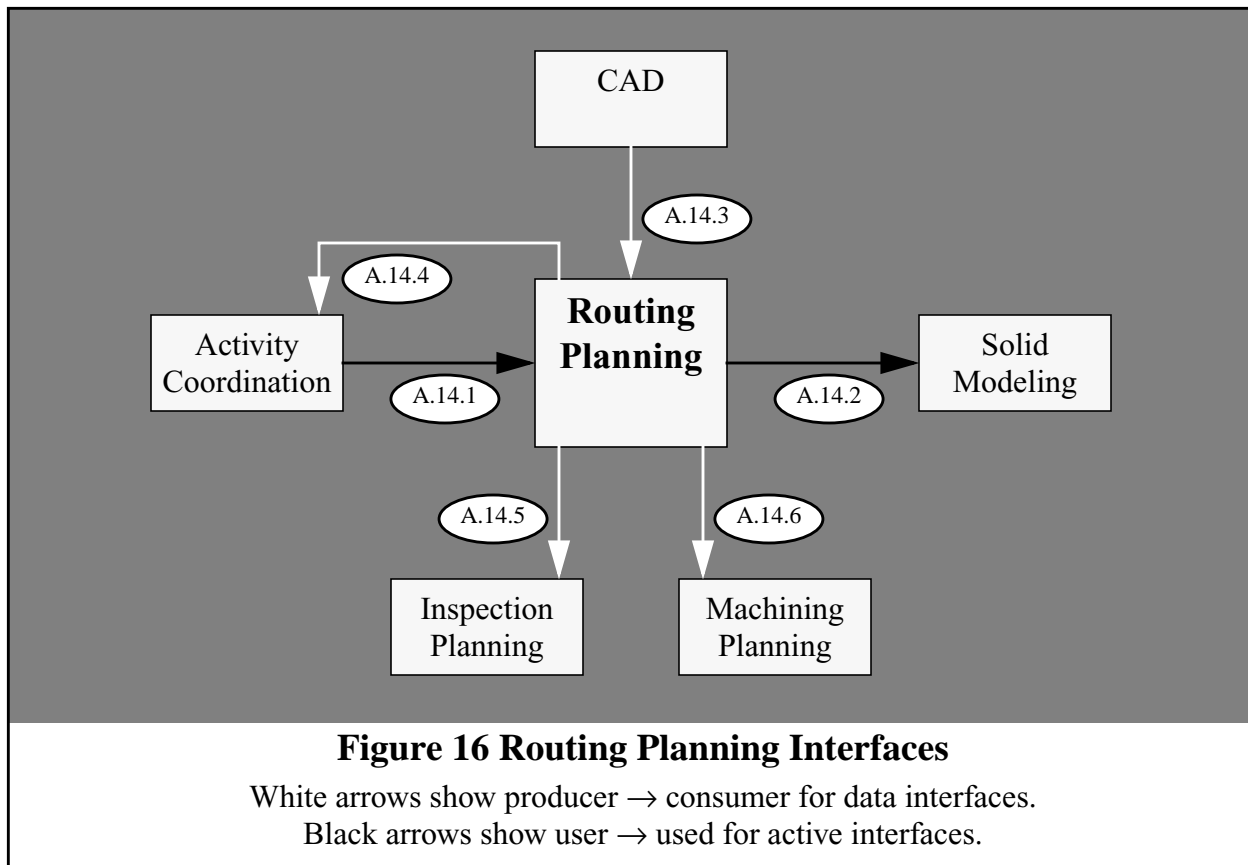 CAD
A.14.3
A.14.4
Routing
Planning
Activity
Coordination
A.14.1
A.14.2
Solid
Modeling
A.14.5
A.14.6
Inspection
Planning
Machining
Planning
Figure 16 Routing Planning Interfaces
White arrows show producer → consumer for data interfaces.
Black arrows show user → used for active interfaces.